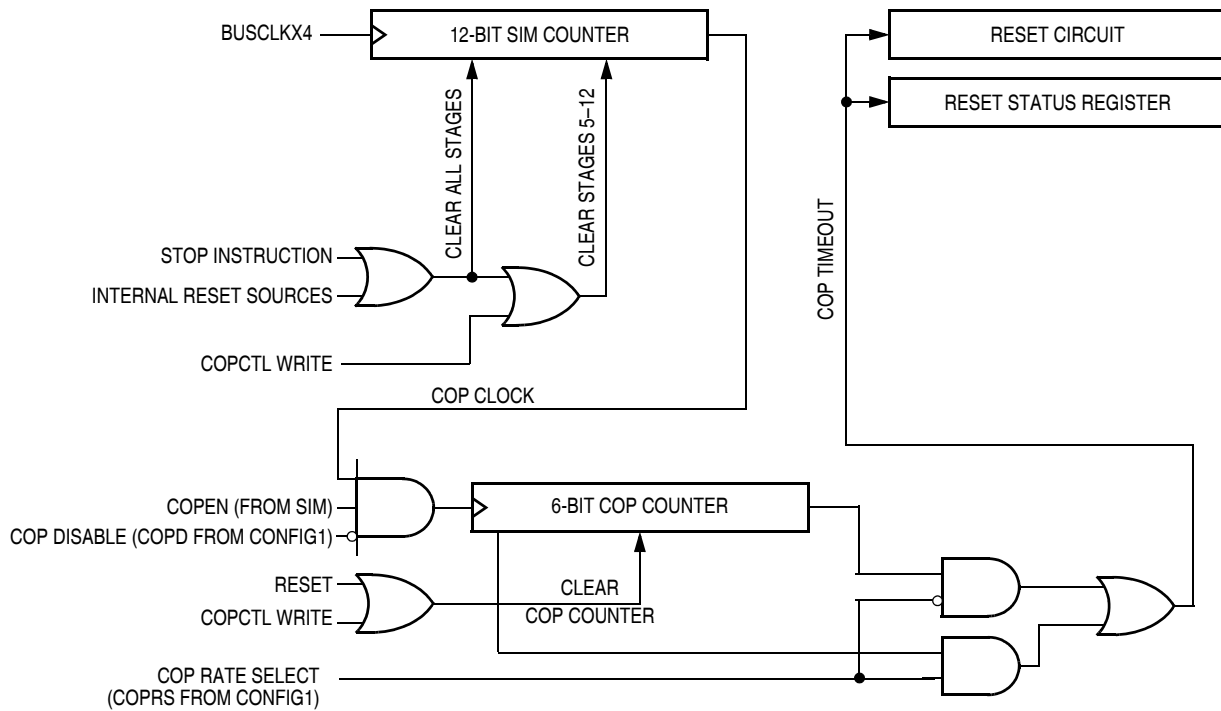 BUSCLKX4
12-BIT SIM COUNTER
RESET CIRCUIT
RESET STATUS REGISTER
CLEAR ALL STAGES
CLEAR STAGES 5–12
COP TIMEOUT
STOP INSTRUCTION
INTERNAL RESET SOURCES
COPCTL WRITE
COP CLOCK
COPEN (FROM SIM)
COP DISABLE (COPD FROM CONFIG1)
6-BIT COP COUNTER
RESET
COPCTL WRITE
CLEAR
COP COUNTER
COP RATE SELECT
(COPRS FROM CONFIG1)